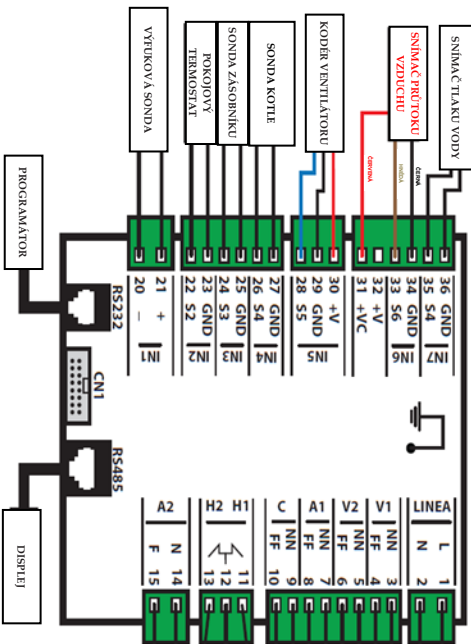 SNÍMAČ TLAKU VODY
SNÍMAČ PRŮTOKU
VZDUCHU
KODÉR VENTILÁTORU
SONDA KOTLE
SONDA ZÁSOBNÍKU
POKOJOVÝ
TERMOSTAT
VÝFUKOVÁ SONDA
PROGRAMÁTOR
ČERNÁ
HNĚDÁ
ČERVENÁ
36 GND
35 S4
IN7
34 GND
33 S6
IN6
32 +V
31 +VC
30 +V
29 GND
28 S5
IN5
27 GND
26 S4
IN4
25 GND
24 S3
IN3
23 GND
22 S2
IN2
21 +
20 –
IN1
RS232
CN1
RS485
LINEA
L 1
N 2
V1
NN 3
FF 4
V2
NN 5
FF 6
A1
NN 7
FF 8
C
NN 9
FF 10
H1 11
12
H2 13
A2
N 14
F 15
DISPLEJ